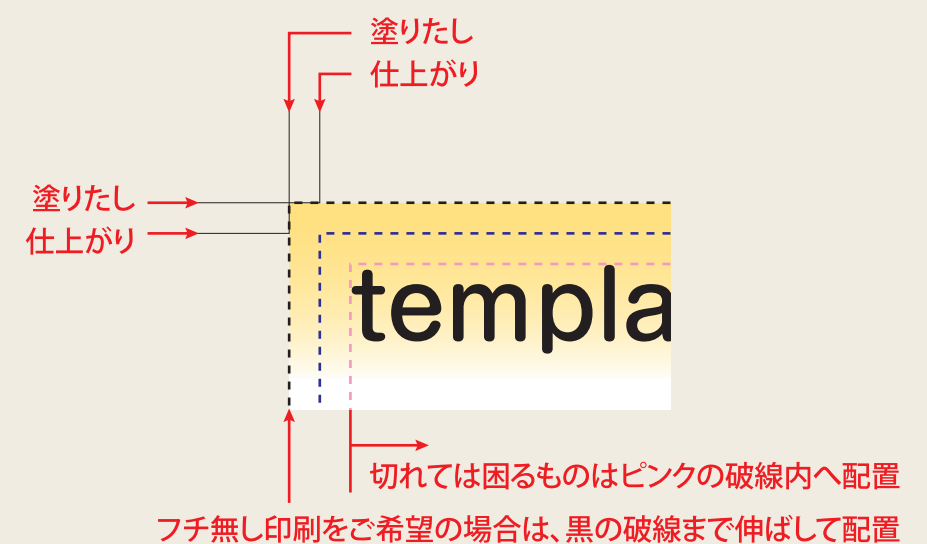 塗りたし
仕上がり
塗りたし
仕上がり
templa
切れては困るものはピンクの破線内へ配置
フチ無し印刷をご希望の場合は、黒の破線まで伸ばして配置